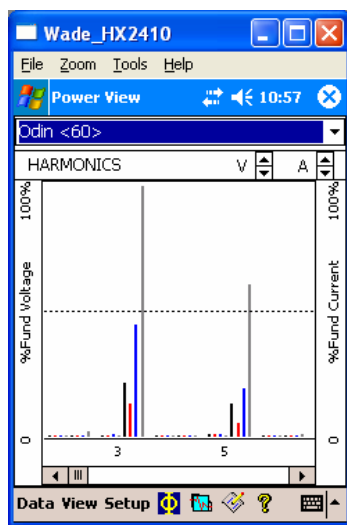 Wade_HX2410
File Zoom Tools Help
Power View 10:57
Odin <60>
HARMONICS V A
100%
%Fund Voltage
0
100%
%Fund Current
0
3 5
Data View Setup Φ ?